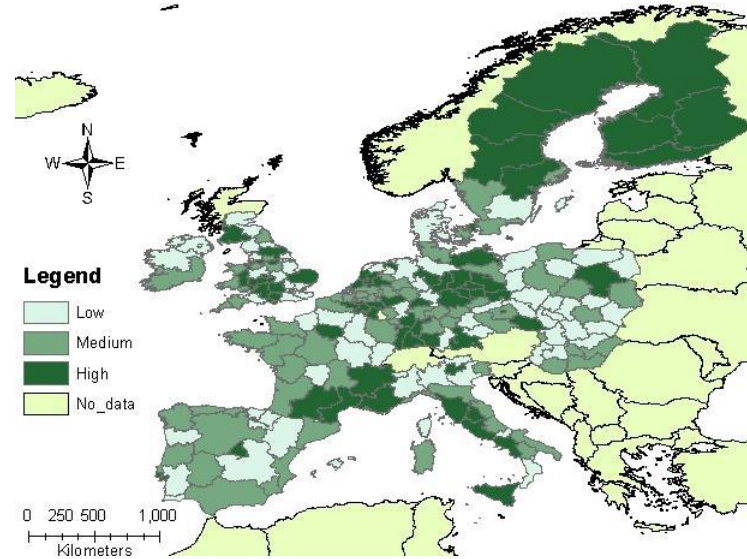 N
W E
S
Legend
Low
Medium
High
No_data
0 250 500 1,000
Kilometers